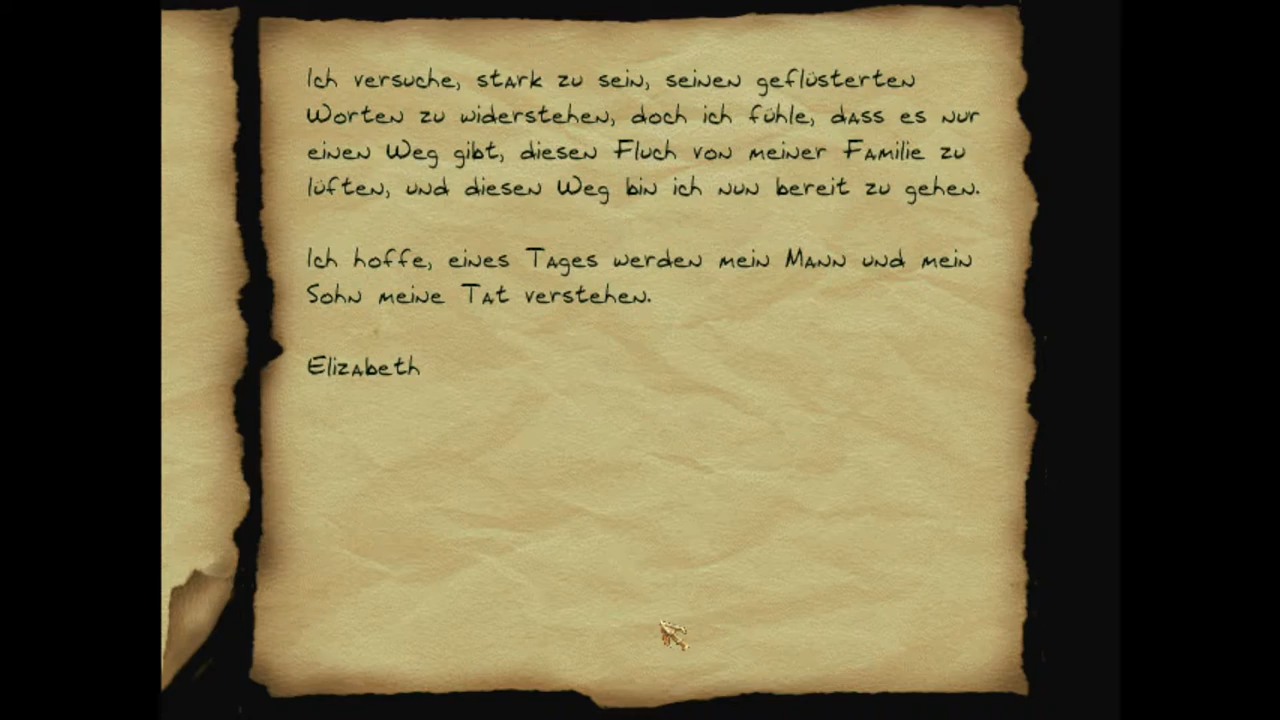 Ich versuche, stark zu sein, seinen geflüsterten
Worten zu widerstehen, doch ich fühle, dass es nur
einen Weg gibt, diesen Fluch von meiner Familie zu
lüften, und diesen Weg bin ich nun bereit zu gehen.
Ich hoffe, eines Tages werden mein Mann und mein
Sohn meine Tat verstehen.
Elizabeth